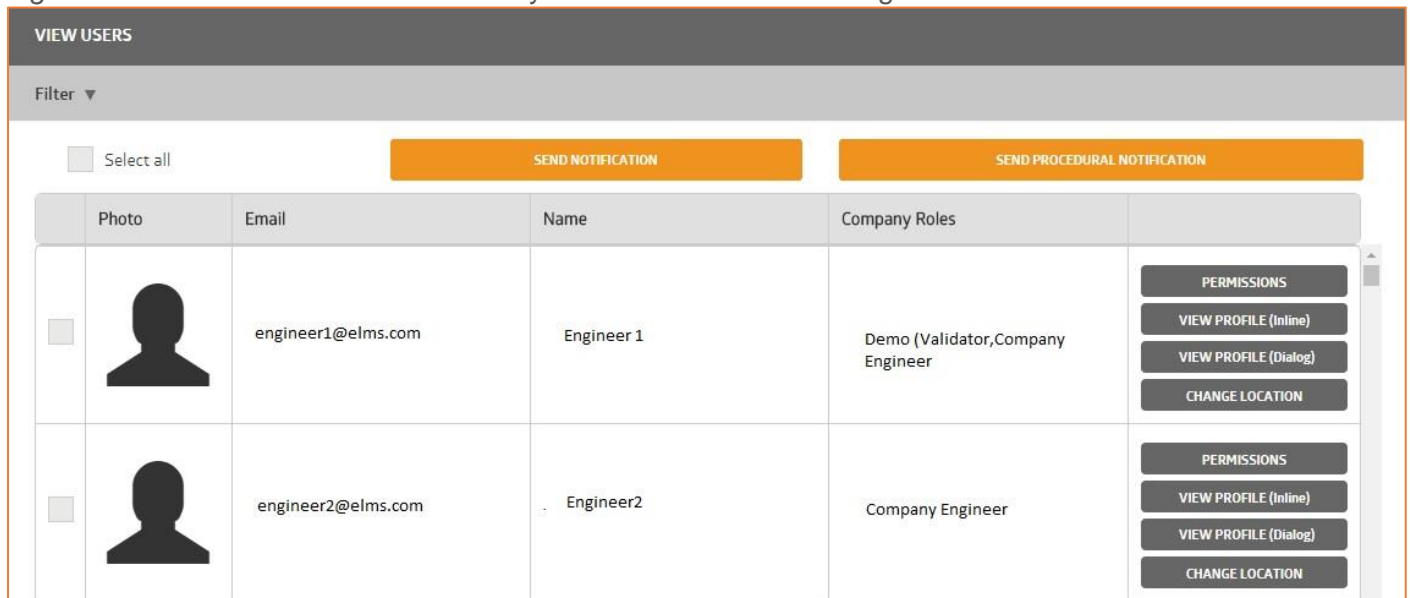 VIEW USERS
Filter ▼
Select all SEND NOTIFICATION SEND PROCEDURAL NOTIFICATION
Photo Email Name Company Roles
engineer1@elms.com Engineer 1 Demo (Validator,Company
Engineer
PERMISSIONS
VIEW PROFILE (Inline)
VIEW PROFILE (Dialog)
CHANGE LOCATION
engineer2@elms.com . Engineer2 Company Engineer
PERMISSIONS
VIEW PROFILE (Inline)
VIEW PROFILE (Dialog)
CHANGE LOCATION